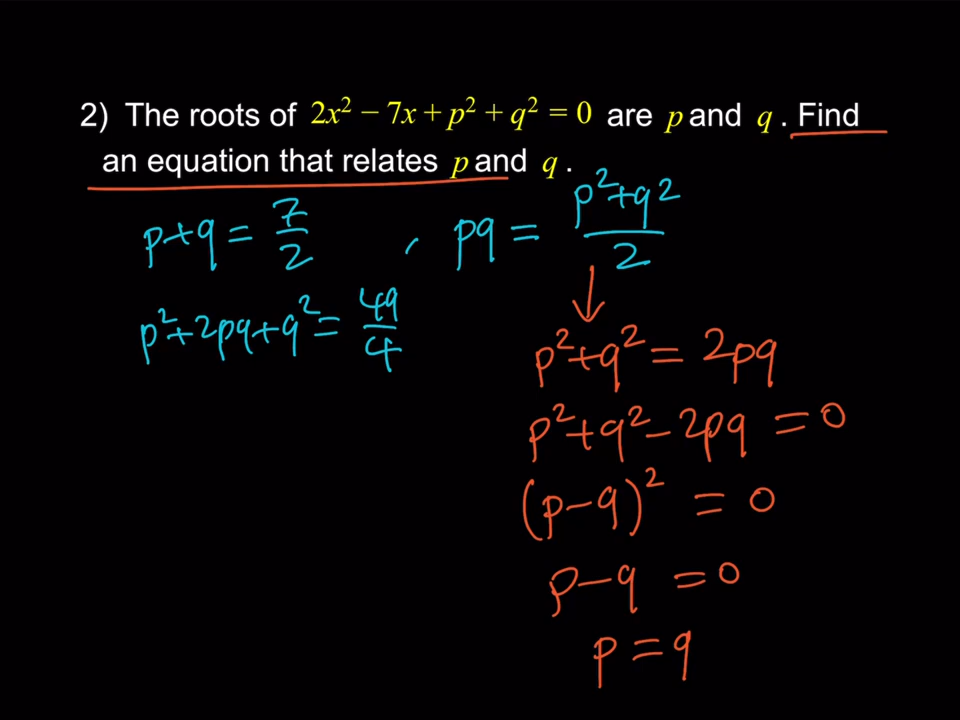 2) The roots of 2x² − 7x + p² + q² = 0 are p and q . Find
an equation that relates p and q .
p+q = 7/2 , pq = (p²+q²)/2
p²+2pq+q² = 49/4
↓
p²+q² = 2pq
p²+q²−2pq = 0
(p−q)² = 0
p−q = 0
p = q